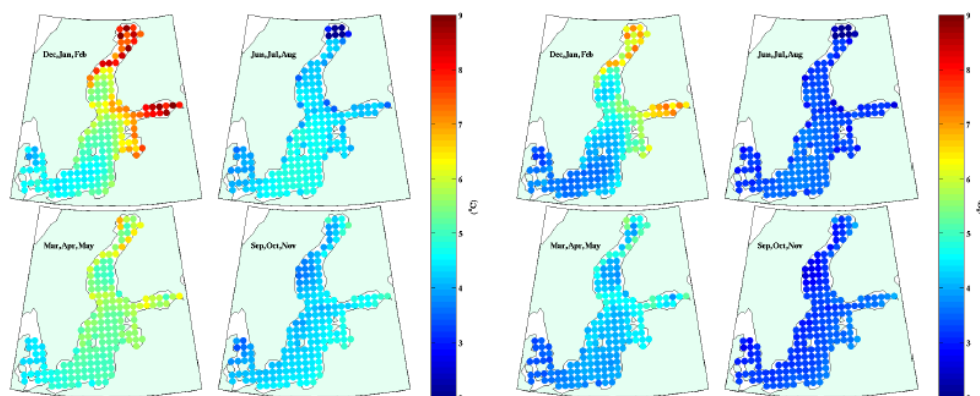 Dec,Jan,Feb
Jun,Jul,Aug
9
8
7
6
(°C)
5
4
3
Mar,Apr,May
Sep,Oct,Nov
Dec,Jan,Feb
Jun,Jul,Aug
9
8
7
6
5
4
3
Mar,Apr,May
Sep,Oct,Nov